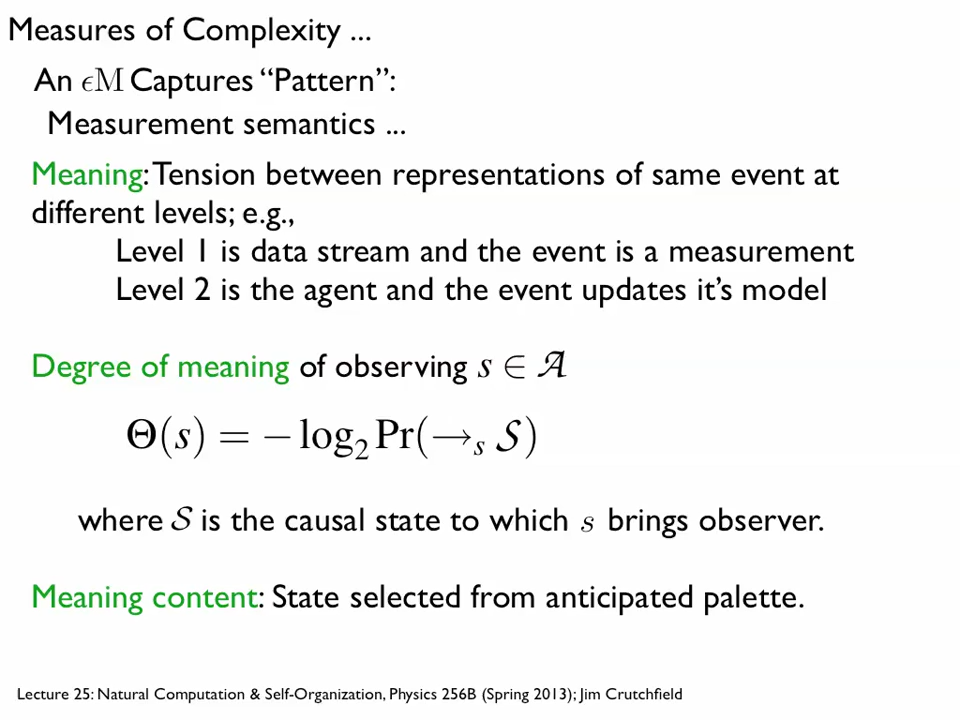 Measures of Complexity ...
An ϵM Captures “Pattern”:
Measurement semantics ...
Meaning: Tension between representations of same event at
different levels; e.g.,
Level 1 is data stream and the event is a measurement
Level 2 is the agent and the event updates it’s model
Degree of meaning of observing s ∈ 𝒜
Θ(s) = − log₂ Pr(→ₛ 𝒮)
where 𝒮 is the causal state to which s brings observer.
Meaning content: State selected from anticipated palette.
Lecture 25: Natural Computation & Self-Organization, Physics 256B (Spring 2013); Jim Crutchfield